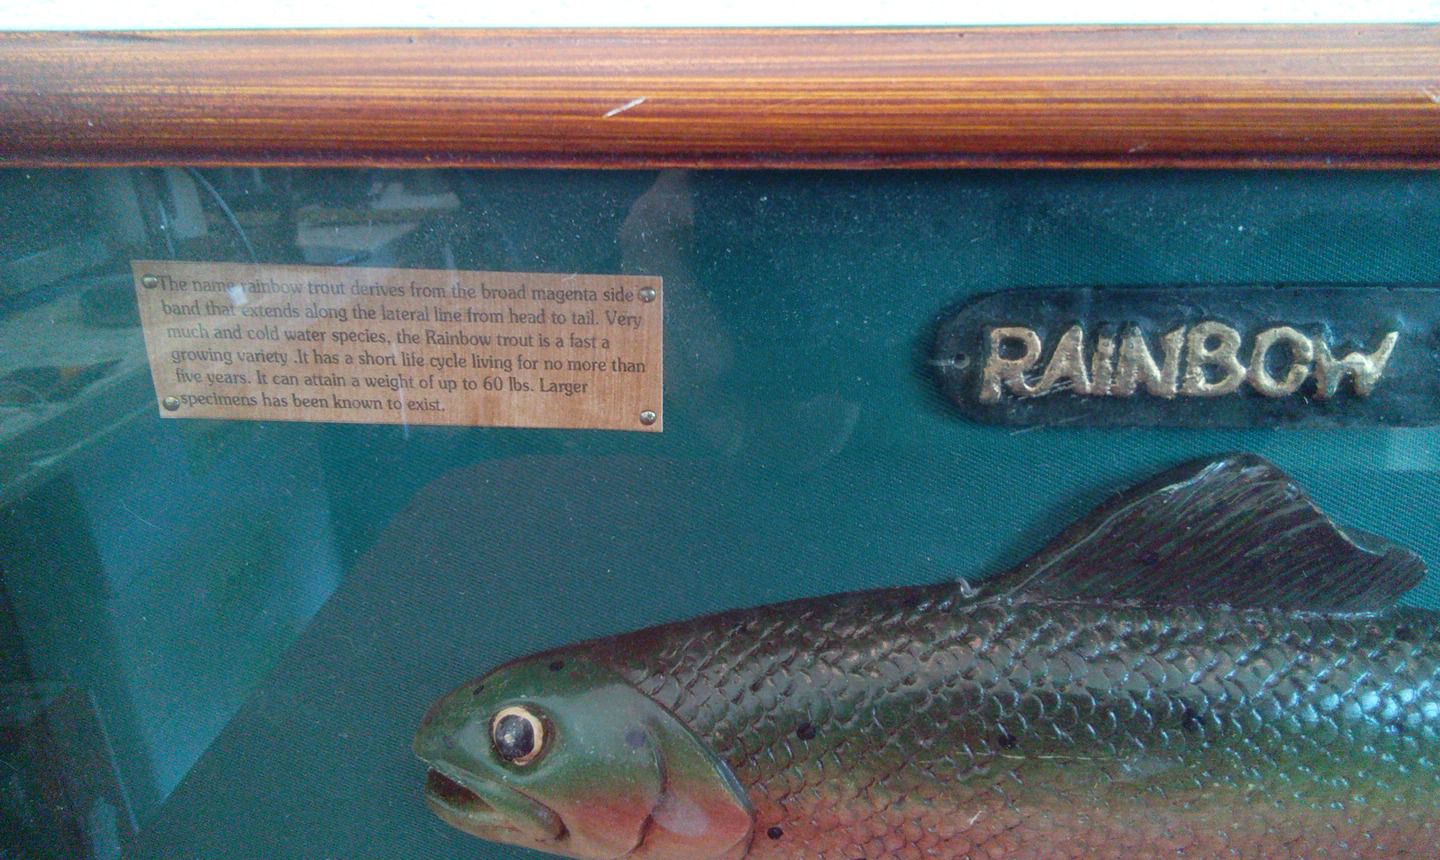 The name rainbow trout derives from the broad magenta side
band that extends along the lateral line from head to tail. Very
much and cold water species, the Rainbow trout is a fast a
growing variety .It has a short life cycle living for no more than
five years. It can attain a weight of up to 60 lbs. Larger
specimens has been known to exist.
RAINBOW